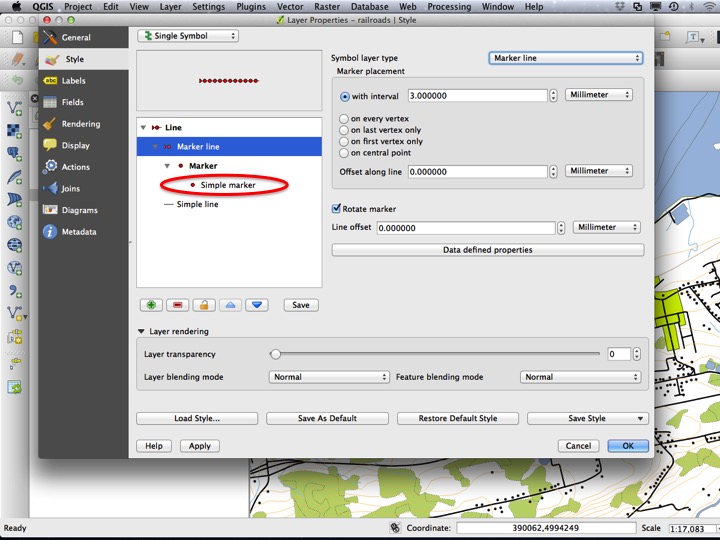 QGIS Project Edit View Layer Settings Plugins Vector Raster Database Web Processing Window Help
Layer Properties - railroads | Style
General
Style
abc Labels
Fields
Rendering
Display
Actions
Joins
Diagrams
Metadata
Single Symbol
Line
Marker line
Marker
Simple marker
Simple line
Save
Symbol layer type Marker line
Marker placement
with interval 3.000000 Millimeter
on every vertex
on last vertex only
on first vertex only
on central point
Offset along line 0.000000 Millimeter
Rotate marker
Line offset 0.000000 Millimeter
Data defined properties
Layer rendering
Layer transparency 0
Layer blending mode Normal Feature blending mode Normal
Load Style... Save As Default Restore Default Style Save Style
Help Apply Cancel OK
Ready Coordinate: 390062,4994249 Scale 1:17,083